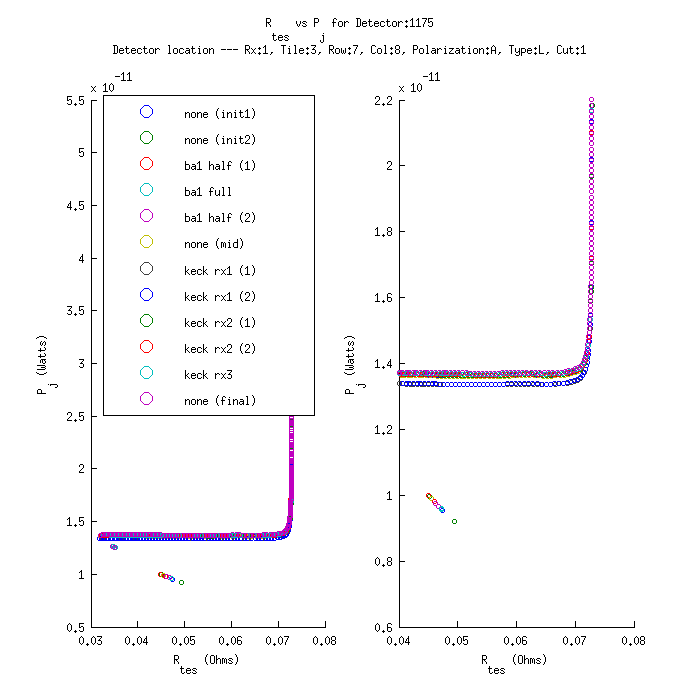 R tes vs P j for Detector:1175
Detector location --- Rx:1, Tile:3, Row:7, Col:8, Polarization:A, Type:L, Cut:1
x 10 -11
5.5
5
4.5
4
3.5
3
2.5
2
1.5
1
0.5
P j (Watts)
none (init1)
none (init2)
ba1 half (1)
ba1 full
ba1 half (2)
none (mid)
keck rx1 (1)
keck rx1 (2)
keck rx2 (1)
keck rx2 (2)
keck rx3
none (final)
0.03 0.04 0.05 0.06 0.07 0.08
R tes (Ohms)
x 10 -11
2.2
2
1.8
1.6
1.4
1.2
1
0.8
0.6
P j (Watts)
0.04 0.05 0.06 0.07 0.08
R tes (Ohms)